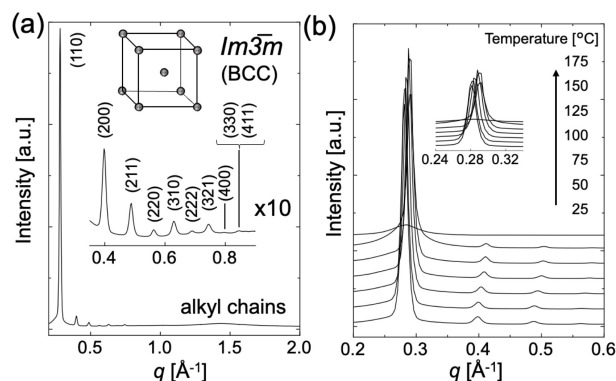 (a)
Im3̄m
(BCC)
(110)
(200)
(211)
(220)
(310)
(222)
(321)
(400)
(330)
(411)
x10
0.4 0.6 0.8
alkyl chains
Intensity [a.u.]
0.5 1.0 1.5 2.0
q [Å-1]
(b)
Temperature [°C]
175
150
125
100
75
50
25
0.24 0.28 0.32
Intensity [a.u.]
0.2 0.3 0.4 0.5 0.6
q [Å-1]